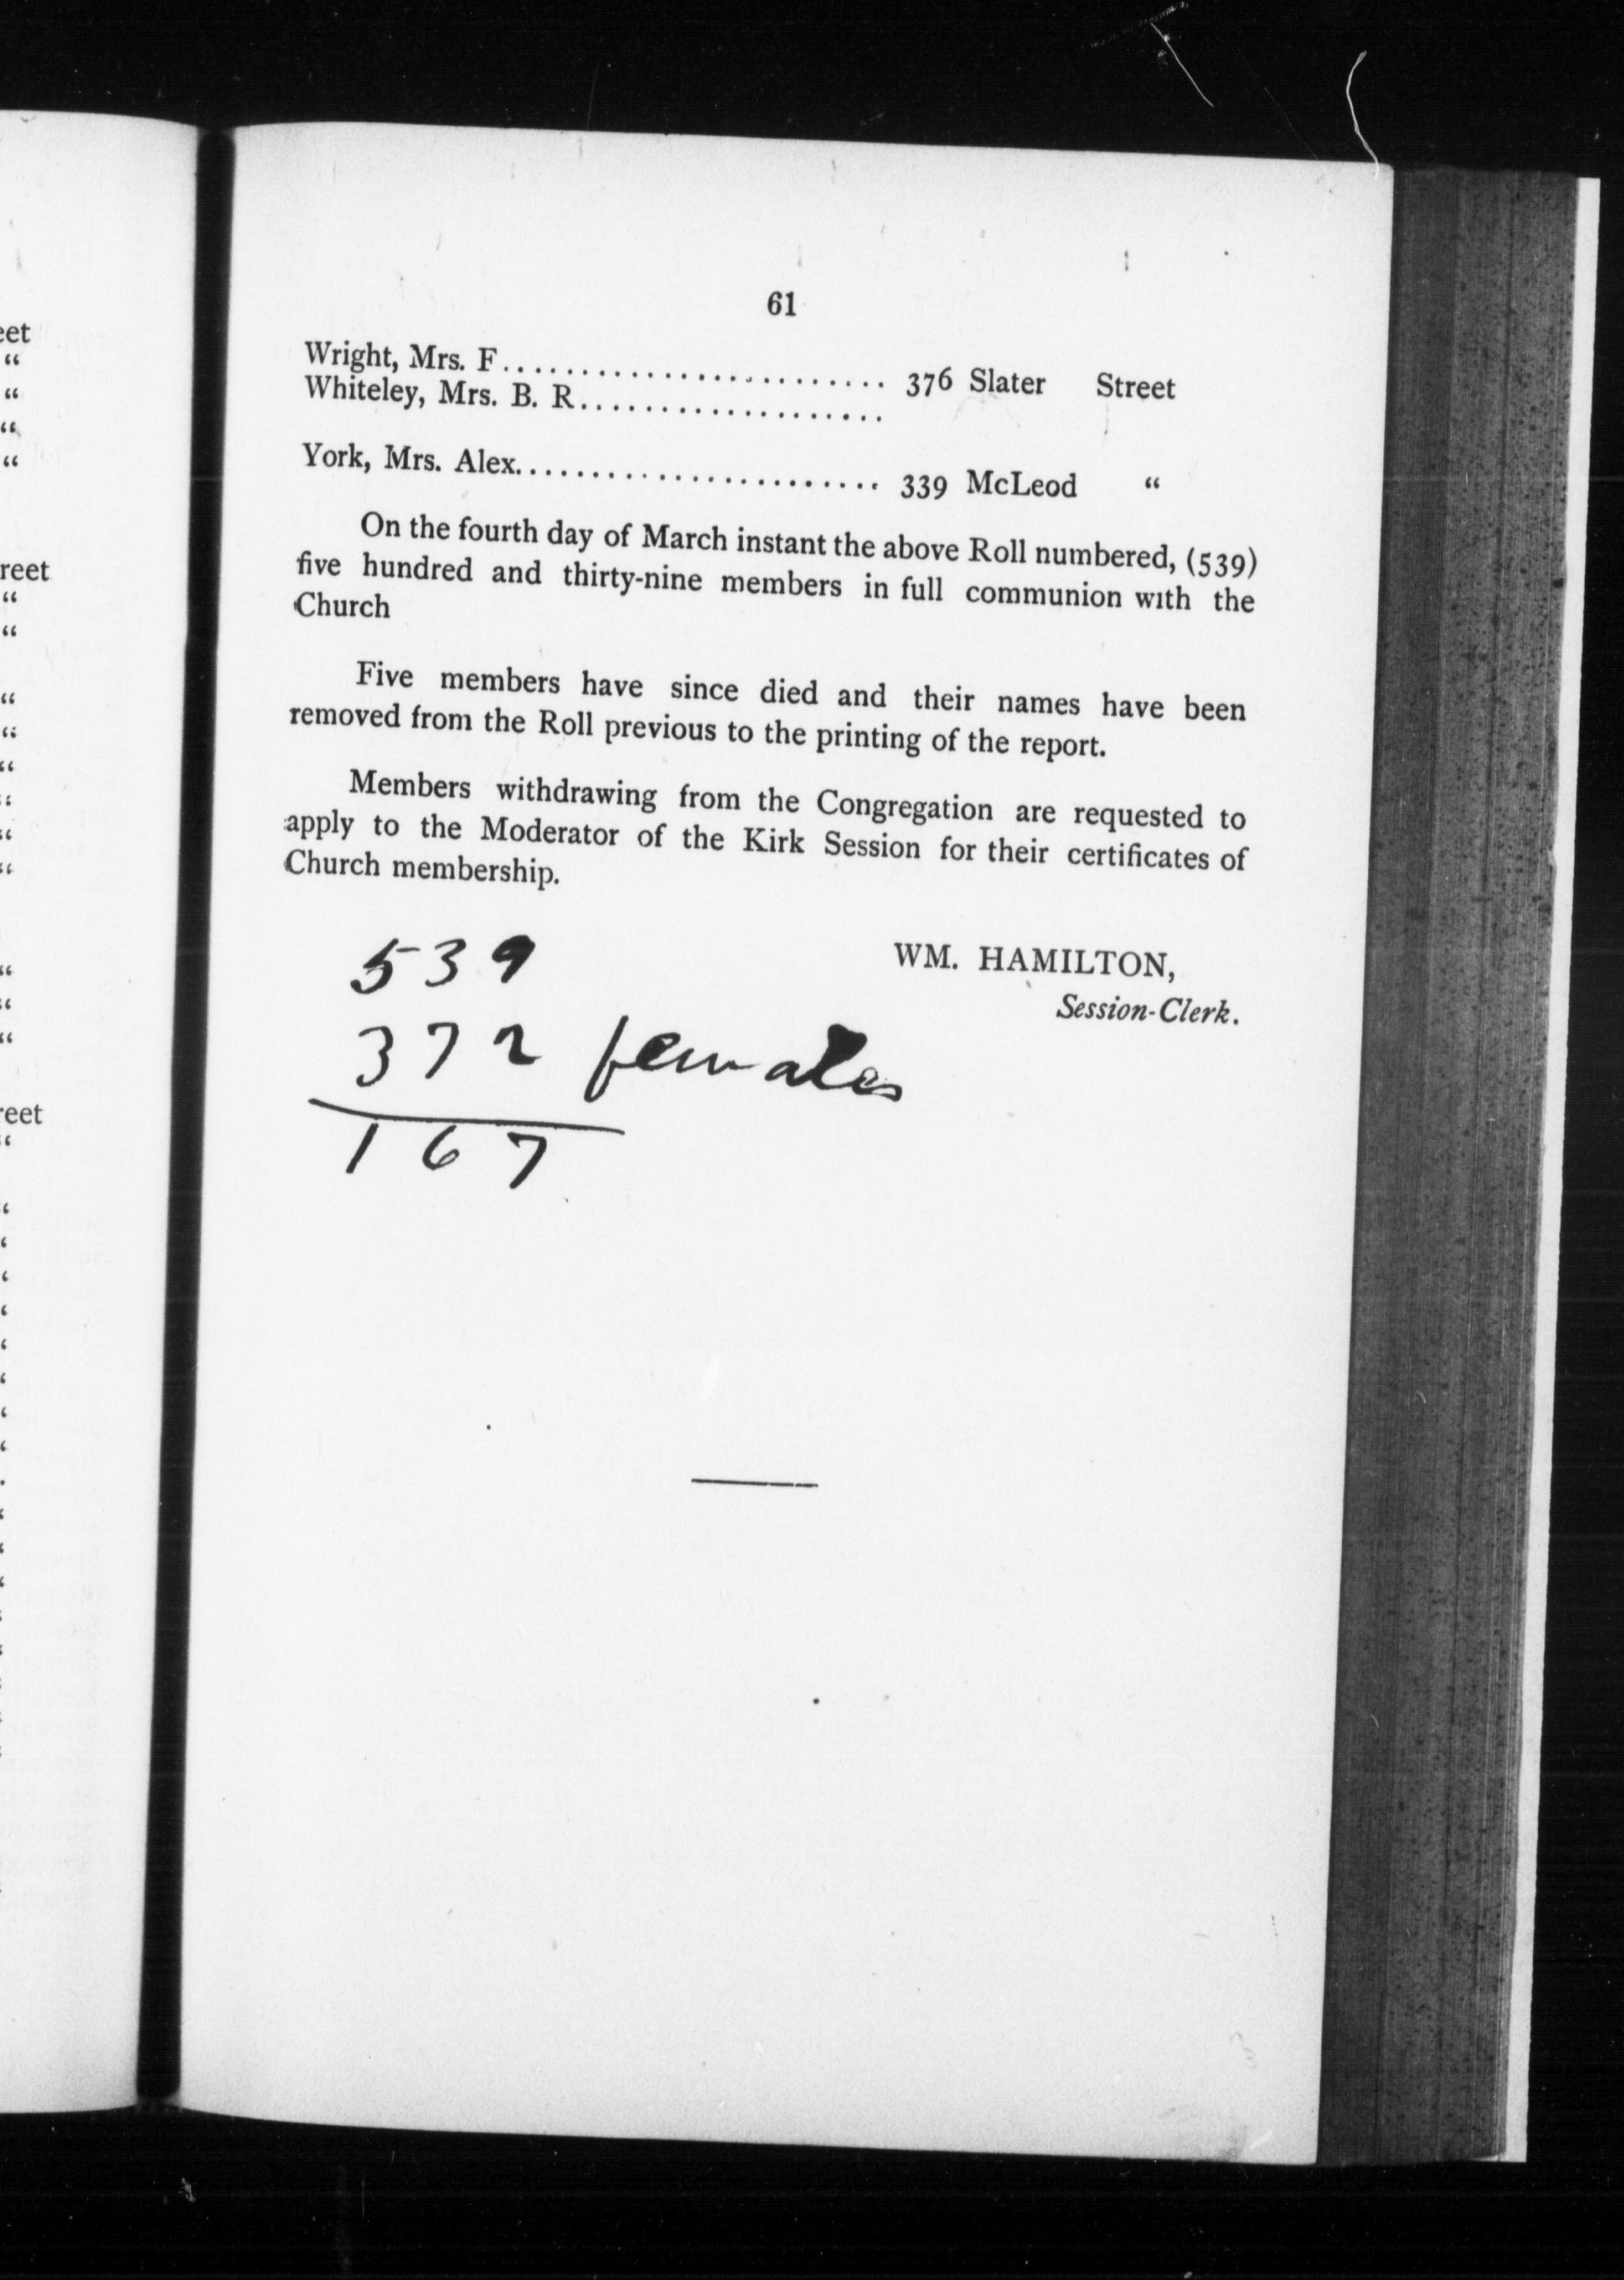 61
Wright, Mrs. F......................... 376 Slater Street
Whiteley, Mrs. B. R...................
York, Mrs. Alex....................... 339 McLeod “
On the fourth day of March instant the above Roll numbered, (539)
five hundred and thirty-nine members in full communion with the
Church
Five members have since died and their names have been
removed from the Roll previous to the printing of the report.
Members withdrawing from the Congregation are requested to
apply to the Moderator of the Kirk Session for their certificates of
Church membership.
WM. HAMILTON,
Session-Clerk.
539
372 females
167